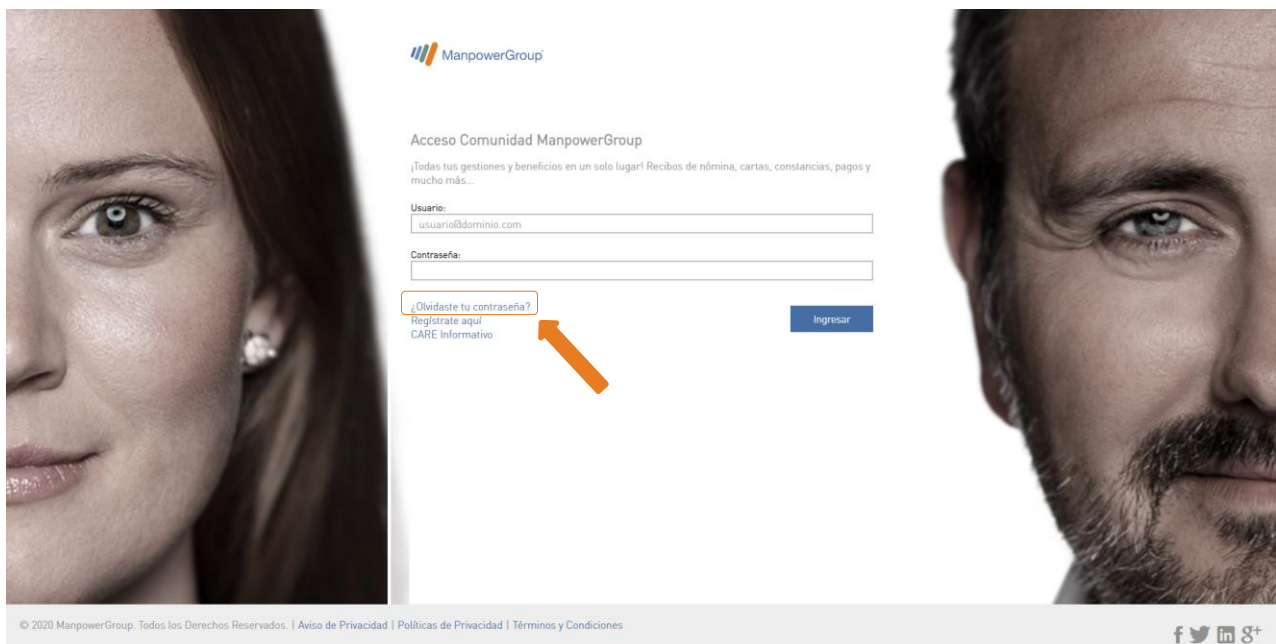 ManpowerGroup
Acceso Comunidad ManpowerGroup
¡Todas tus gestiones y beneficios en un solo lugar! Recibos de nómina, cartas, constancias, pagos y
mucho más...
Usuario:
usuario@dominio.com
Contraseña:
¿Olvidaste tu contraseña?
Regístrate aquí
CARE Informativo
Ingresar
© 2020 ManpowerGroup. Todos los Derechos Reservados. | Aviso de Privacidad | Políticas de Privacidad | Términos y Condiciones
f in g+